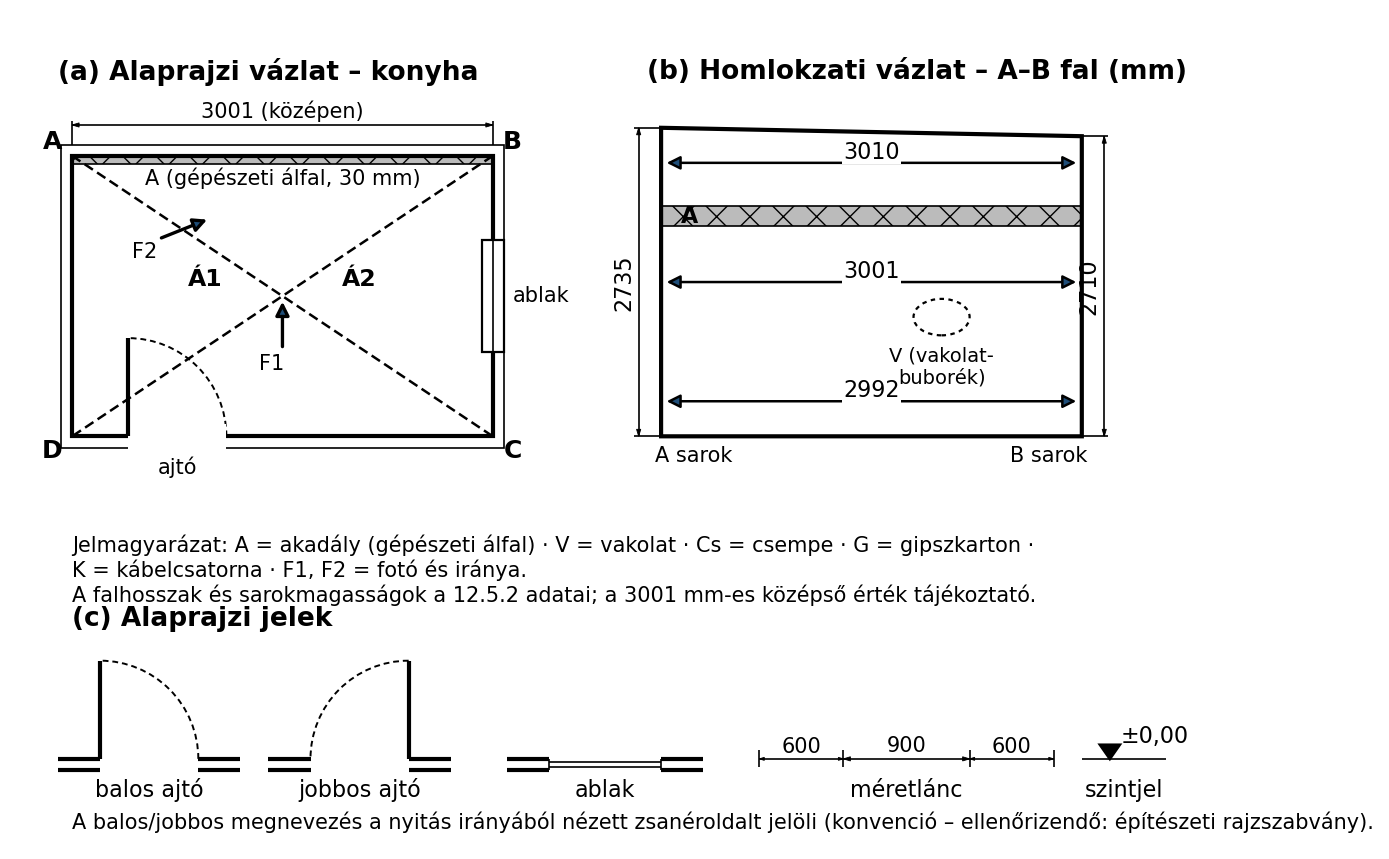 (a) Alaprajzi vázlat – konyha
3001 (középen)
A
B
A (gépészeti álfal, 30 mm)
F2
Á1
Á2
ablak
F1
D
C
ajtó
(b) Homlokzati vázlat – A–B fal (mm)
3010
A
2735
3001
2710
V (vakolat-
buborék)
2992
A sarok
B sarok
Jelmagyarázat: A = akadály (gépészeti álfal) · V = vakolat · Cs = csempe · G = gipszkarton ·
K = kábelcsatorna · F1, F2 = fotó és iránya.
A falhosszak és sarokmagasságok a 12.5.2 adatai; a 3001 mm-es középső érték tájékoztató.
(c) Alaprajzi jelek
600
900
600
±0,00
balos ajtó
jobbos ajtó
ablak
méretlánc
szintjel
A balos/jobbos megnevezés a nyitás irányából nézett zsanéroldalt jelöli (konvenció – ellenőrizendő: építészeti rajzszabvány).